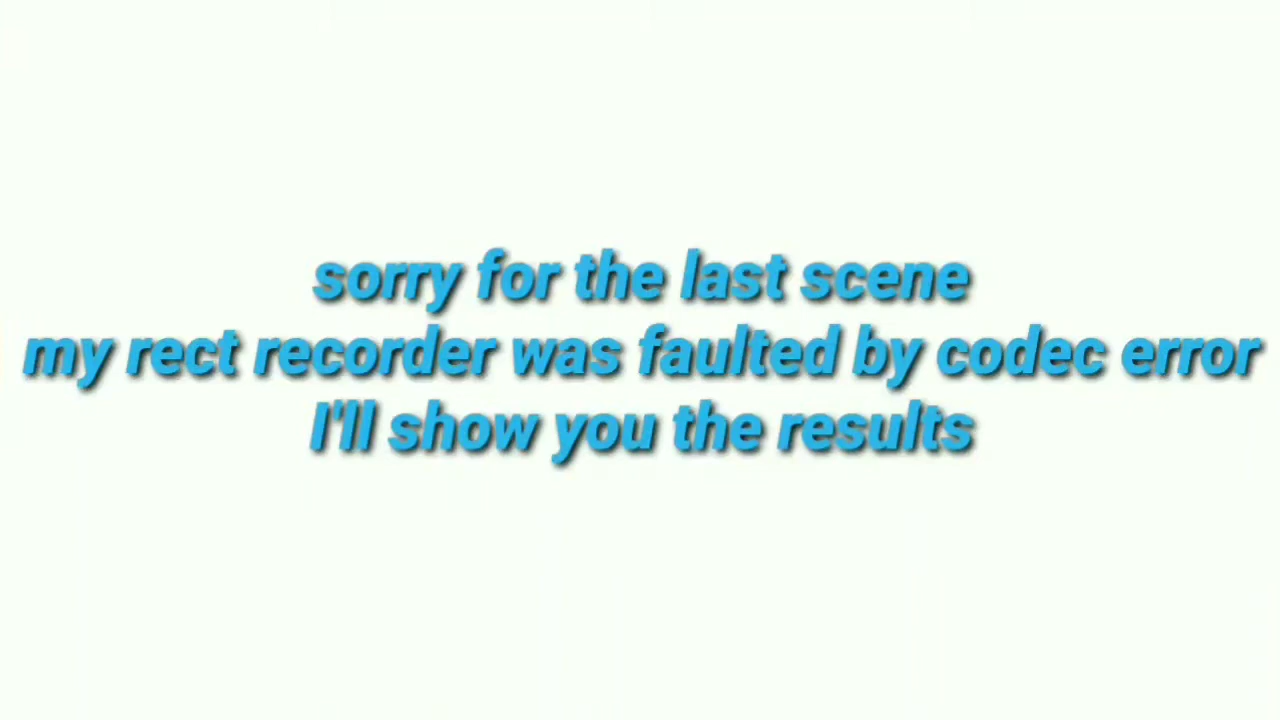 sorry for the last scene
my rect recorder was faulted by codec error
I'll show you the results